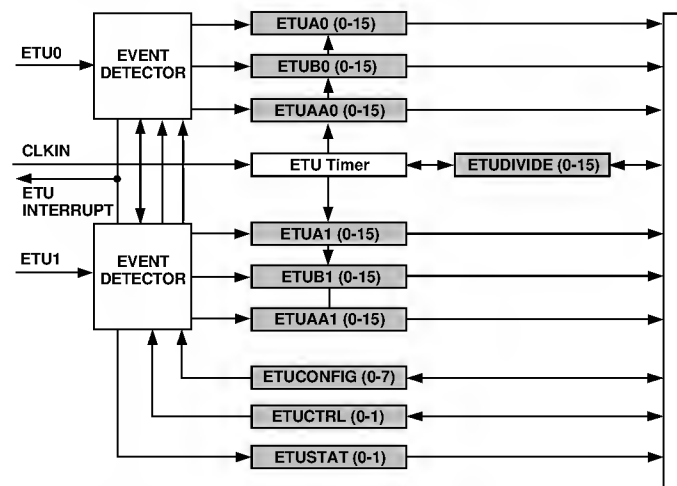 ETUA0 (0-15)
ETU0
EVENT
DETECTOR
ETUB0 (0-15)
ETUAA0 (0-15)
CLKIN
ETU Timer
ETUDIVIDE (0-15)
ETU
INTERRUPT
ETUA1 (0-15)
ETU1
EVENT
DETECTOR
ETUB1 (0-15)
ETUAA1 (0-15)
ETUCONFIG (0-7)
ETUCTRL (0-1)
ETUSTAT (0-1)